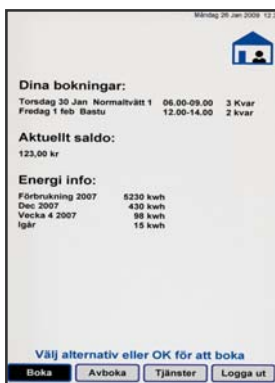 Måndag 26 Jan 2009 12.3
Dina bokningar:
Torsdag 30 Jan Normaltvätt 1 06.00-09.00 3 Kvar
Fredag 1 feb Bastu 12.00-14.00 2 kvar
Aktuellt saldo:
123,00 kr
Energi info:
Förbrukning 2007 5230 kwh
Dec 2007 430 kwh
Vecka 4 2007 98 kwh
Igår 15 kwh
Välj alternativ eller OK för att boka
Boka Avboka Tjänster Logga ut